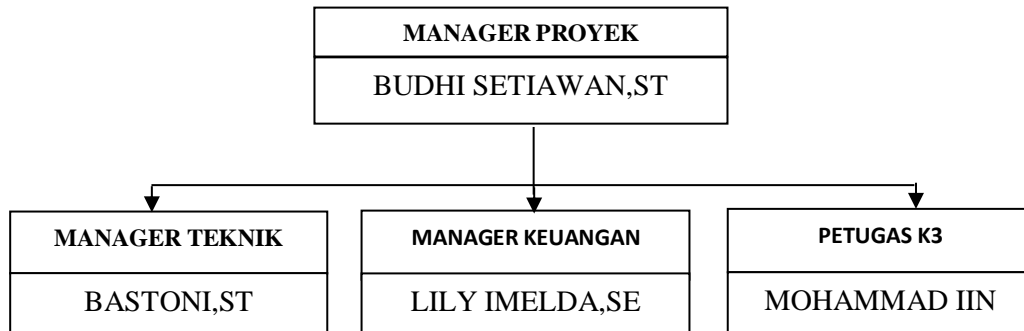 MANAGER PROYEK
BUDHI SETIAWAN,ST
MANAGER TEKNIK
BASTONI,ST
MANAGER KEUANGAN
LILY IMELDA,SE
PETUGAS K3
MOHAMMAD IIN